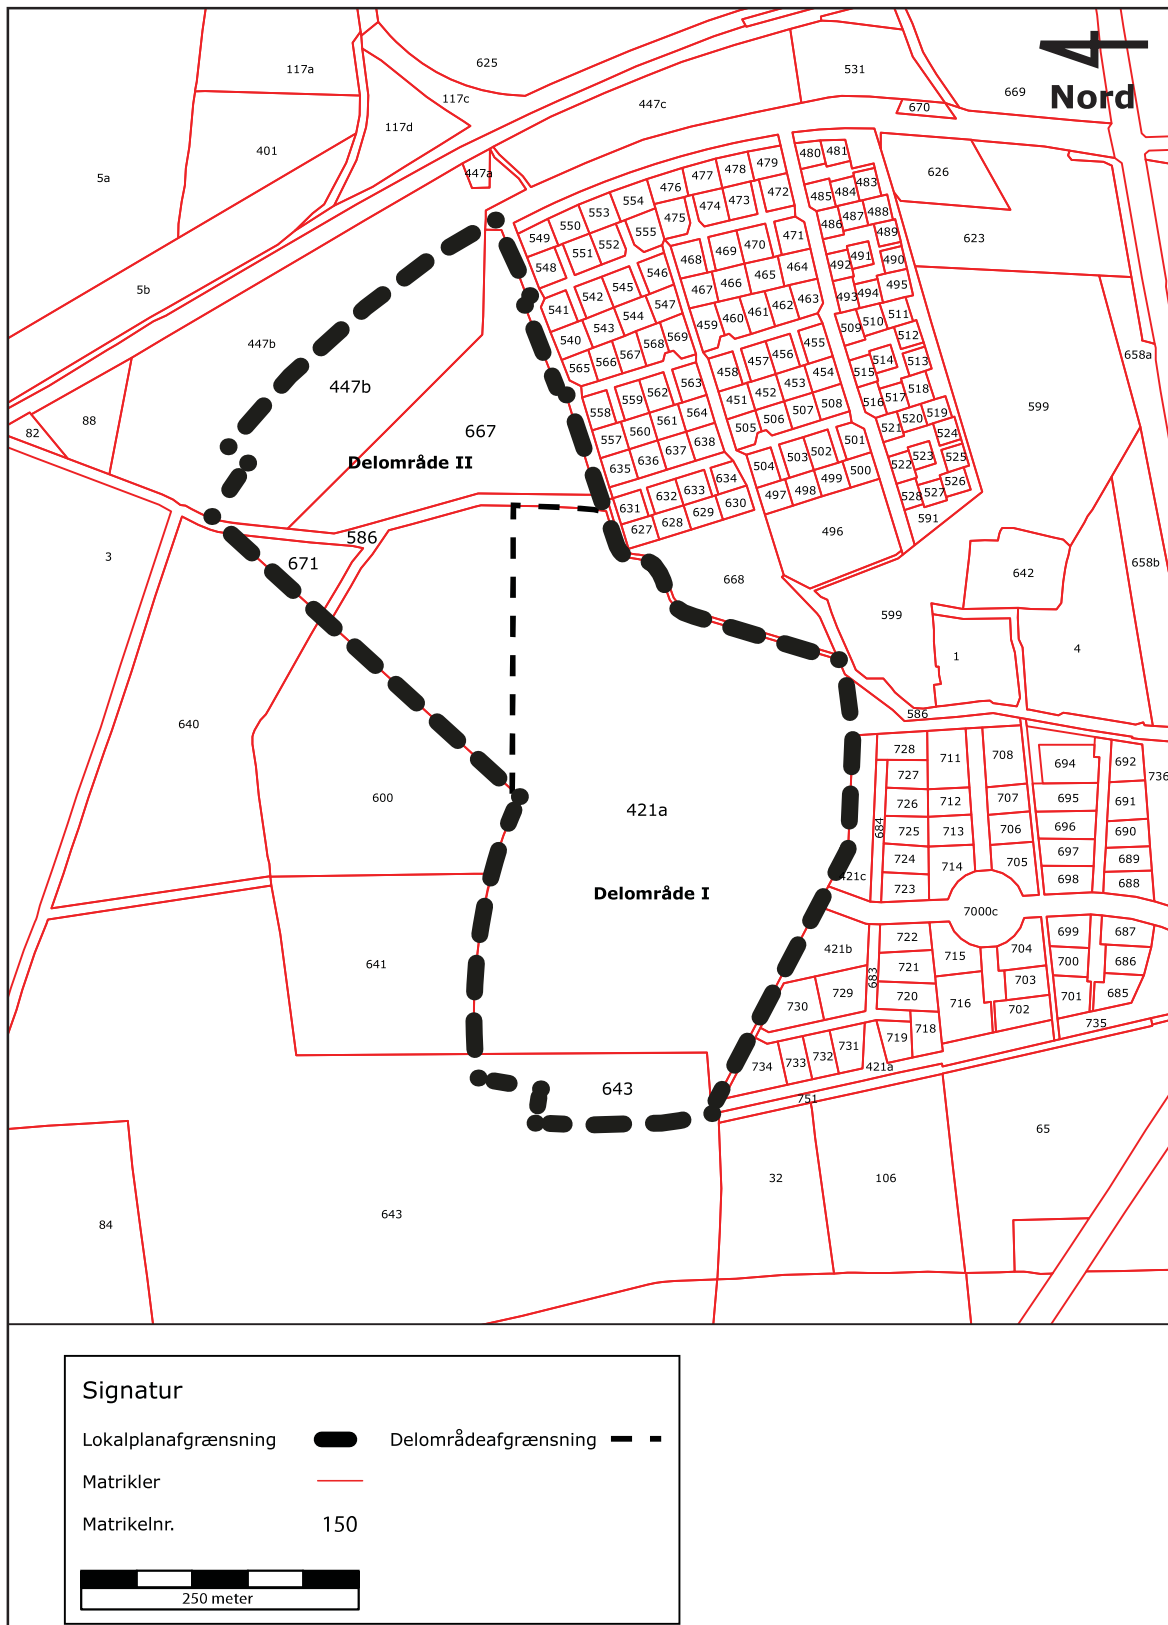 4
Nord
117a
625
117c
447c
531
669
670
117d
401
447a
5a
626
623
5b
447b
447b
88
82
667
Delområde II
586
671
3
640
600
421a
Delområde I
641
643
643
84
668
496
591
599
599
658a
658b
642
1
4
586
480 481
479
478
477
476
475
474 473 472
485 484 483
486 487 488
489
471
470
469
468
554
553
550
549
555
552
551
548
546
545
542
541
547
544
543
540
569
568
567
566
565
467 466 465 464
459 460 461 462 463
492 491 490
493 494 495
509 510 511
512
458 457 456 455
451 452 453 454
505 506 507 508
515 514 513
516 517 518
521 520 519
524
522 523 525
526
528 527
563
562
559
558
564
561
560
557
638
637
636
635
634
633
632
631
630
629
628
627
504 503 502 501
497 498 499 500
728 711 708
727
726 712 707
684
725 713 706
724 714 705
723
421c
694 692
736
695 691
696 690
697 689
698 688
7000c
722 715 704
421b
721
683
703
729
730
720 716 702
699 687
700 686
701 685
735
734 733 732 731
719 718
421a
751
65
32
106
Signatur
Lokalplanafgrænsning Delområdeafgrænsning
Matrikler
Matrikelnr. 150
250 meter